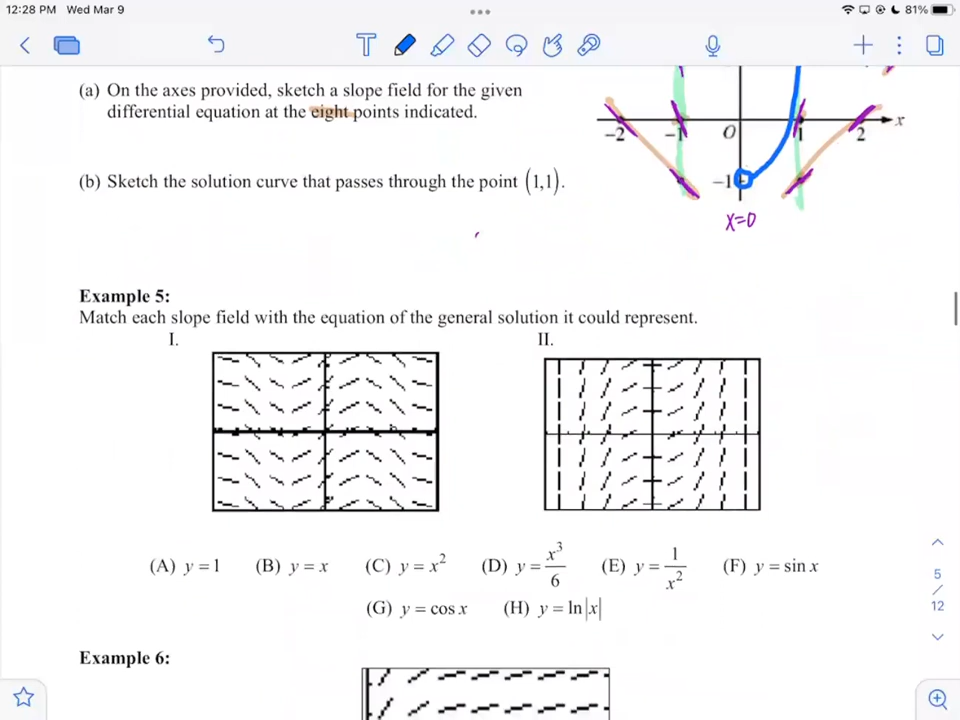 12:28 PM Wed Mar 9
81%
T
(a) On the axes provided, sketch a slope field for the given
differential equation at the eight points indicated.
-2 -1 O 1 2 x
(b) Sketch the solution curve that passes through the point (1,1).
-1
x=0
Example 5:
Match each slope field with the equation of the general solution it could represent.
I. II.
(A) y = 1 (B) y = x (C) y = x² (D) y = x³/6 (E) y = 1/x² (F) y = sin x
(G) y = cos x (H) y = ln|x|
5
/
12
Example 6: